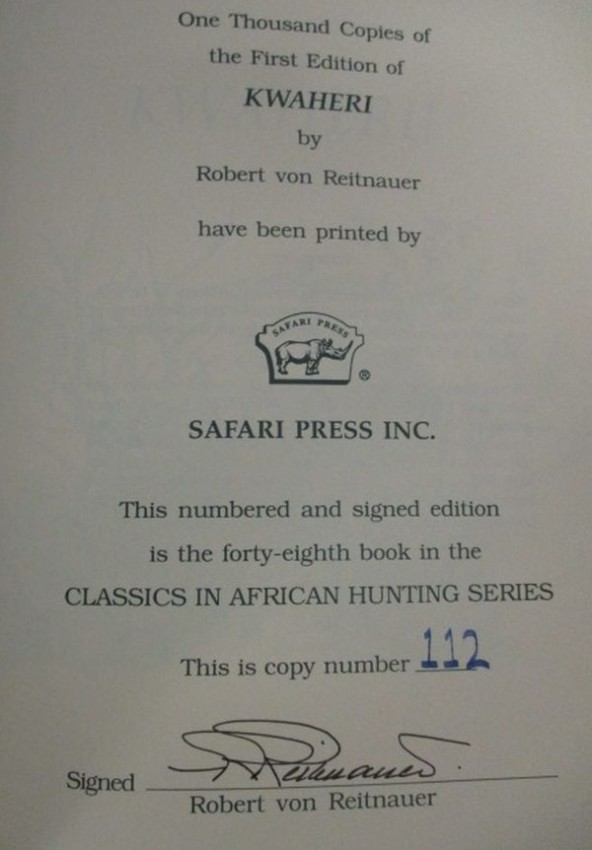 One Thousand Copies of
the First Edition of
KWAHERI
by
Robert von Reitnauer
have been printed by
SAFARI PRESS
®
SAFARI PRESS INC.
This numbered and signed edition
is the forty-eighth book in the
CLASSICS IN AFRICAN HUNTING SERIES
This is copy number 112
Signed R Reitnauer.
Robert von Reitnauer